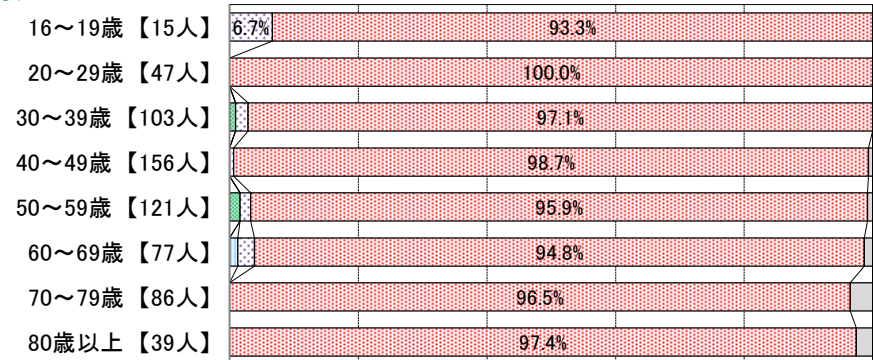 16～19歳【15人】 6.7% 93.3%
20～29歳【47人】 100.0%
30～39歳【103人】 97.1%
40～49歳【156人】 98.7%
50～59歳【121人】 95.9%
60～69歳【77人】 94.8%
70～79歳【86人】 96.5%
80歳以上【39人】 97.4%